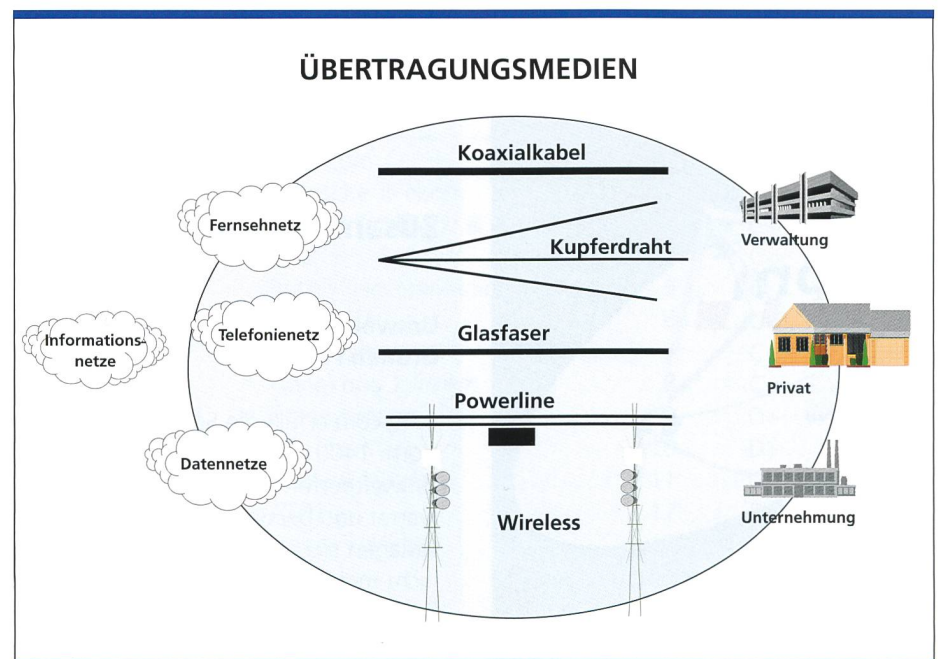 ÜBERTRAGUNGSMEDIEN
Koaxialkabel
Fernsehnetz
Kupferdraht
Verwaltung
Informations-
netze
Telefonienetz
Glasfaser
Privat
Powerline
Datennetze
Wireless
Unternehmung